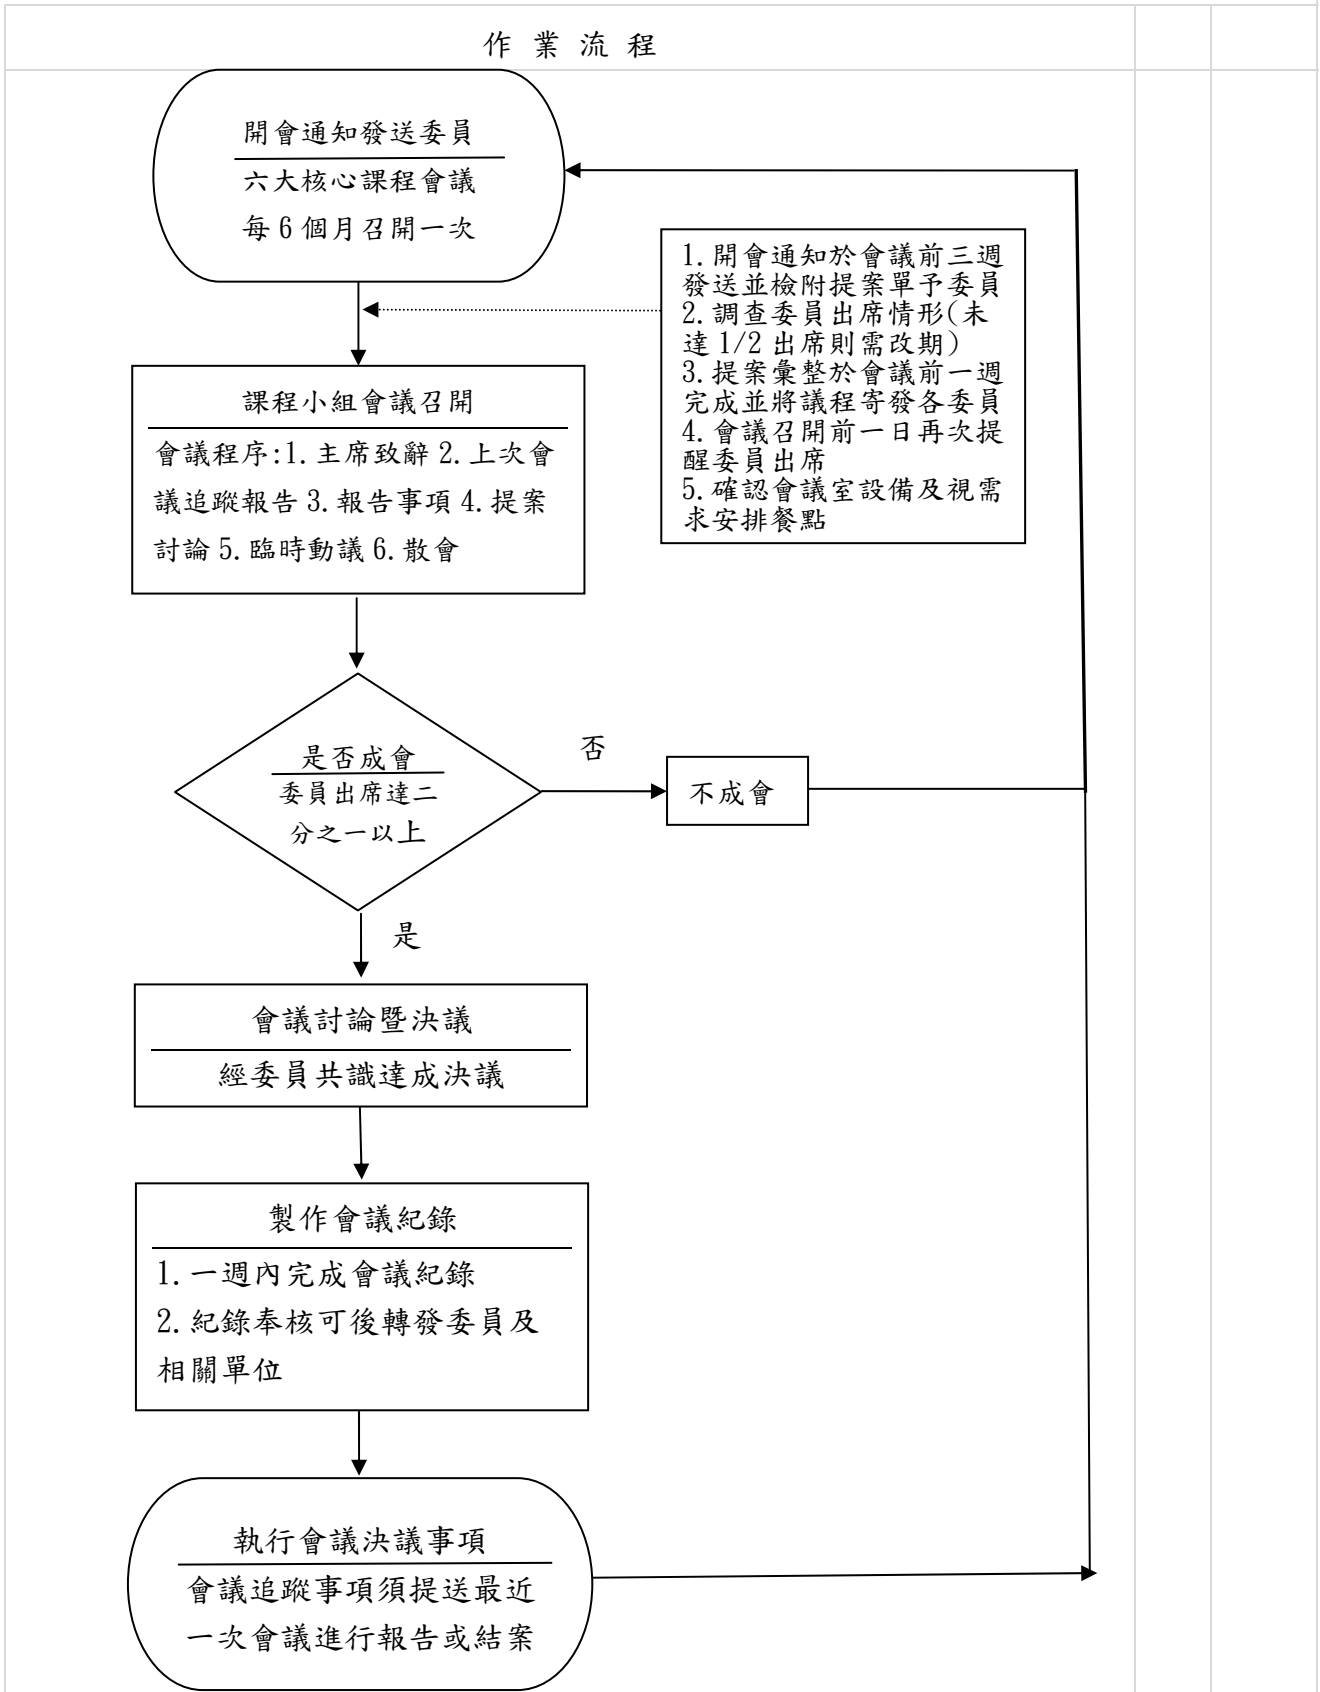 作業流程
開會通知發送委員
六大核心課程會議
每6個月召開一次
1.開會通知於會議前三週
發送並檢附提案單予委員
2.調查委員出席情形(未
達1/2出席則需改期)
3.提案彙整於會議前一週
完成並將議程寄發各委員
4.會議召開前一日再次提
醒委員出席
5.確認會議室設備及視需
求安排餐點
課程小組會議召開
會議程序:1.主席致辭2.上次會
議追蹤報告3.報告事項4.提案
討論5.臨時動議6.散會
是否成會
委員出席達二
分之一以上
否
不成會
是
會議討論暨決議
經委員共識達成決議
製作會議紀錄
1.一週內完成會議紀錄
2.紀錄奉核可後轉發委員及
相關單位
執行會議決議事項
會議追蹤事項須提送最近
一次會議進行報告或結案